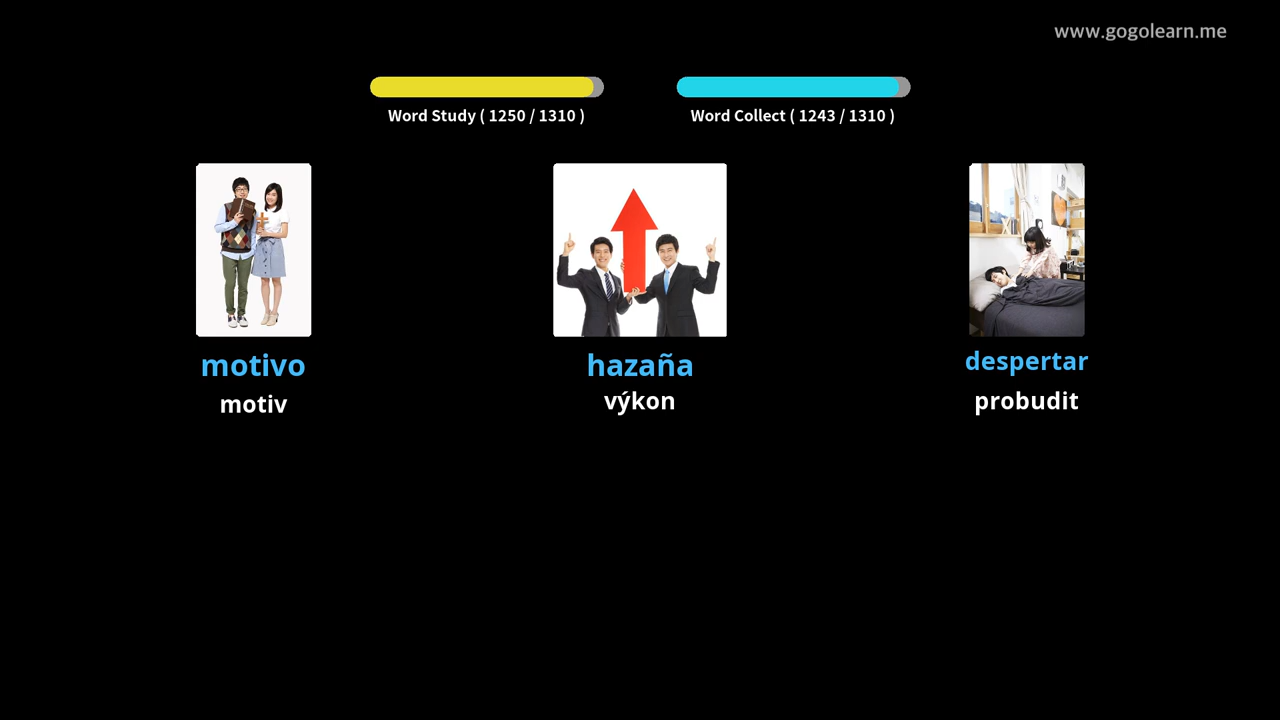 www.gogolearn.me
Word Study ( 1250 / 1310 )
Word Collect ( 1243 / 1310 )
motivo
hazaña
despertar
motiv
výkon
probudit